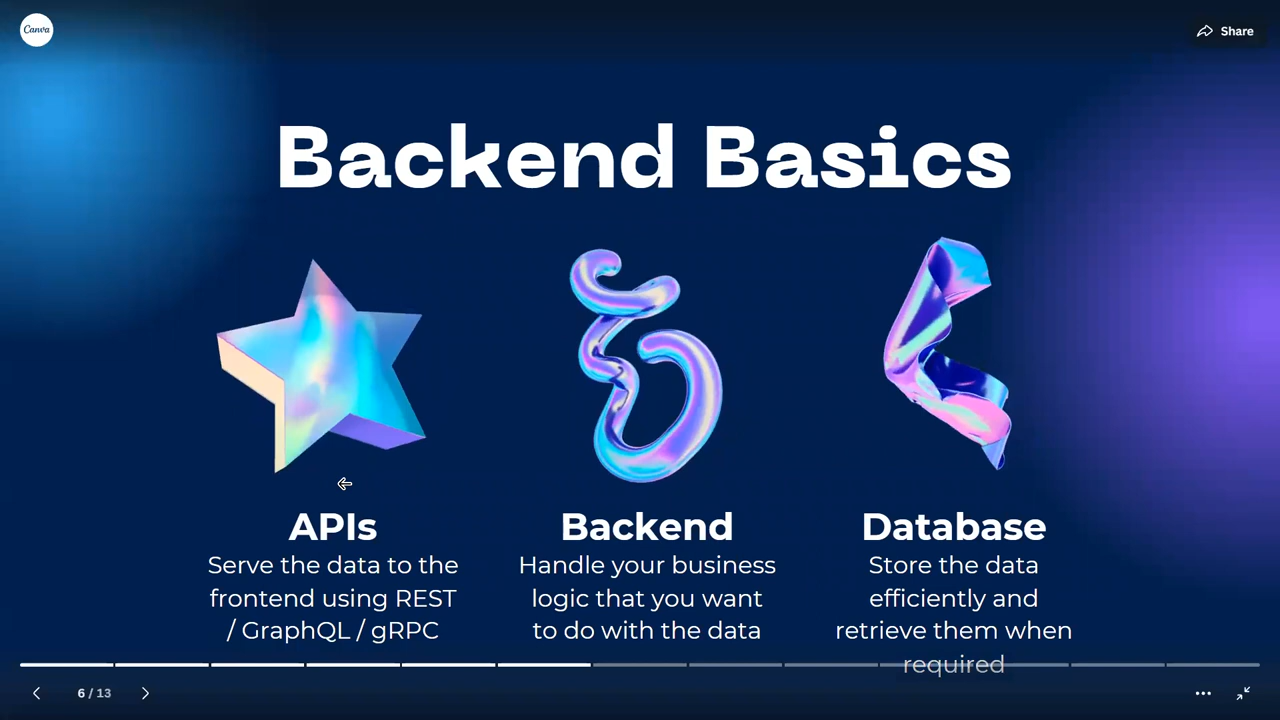 Canva
Share
Backend Basics
APIs
Serve the data to the
frontend using REST
/ GraphQL / gRPC
Backend
Handle your business
logic that you want
to do with the data
Database
Store the data
efficiently and
retrieve them when
required
6 / 13